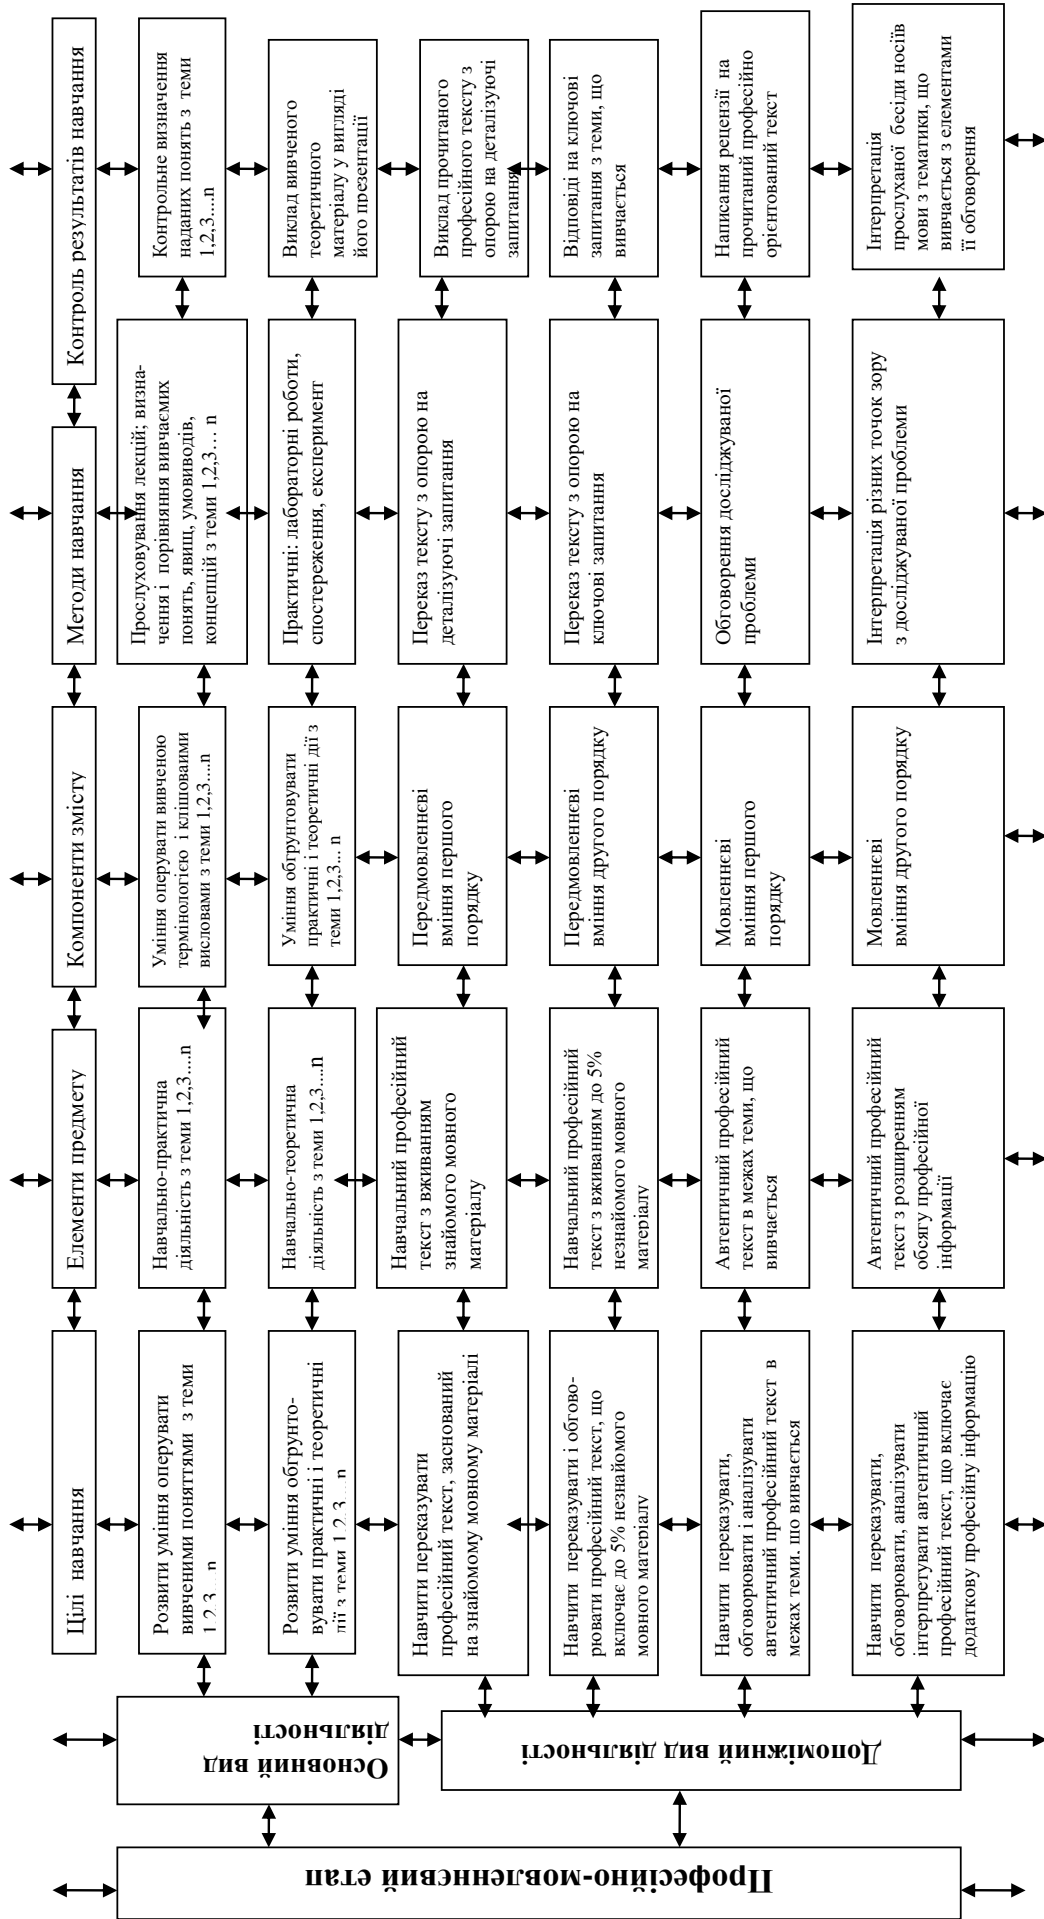 Професійно-мовленнєвий етап
Основний вид
діяльності
Допоміжний вид діяльності
Цілі навчання
Елементи предмету
Компоненти змісту
Методи навчання
Контроль результатів навчання
Розвити уміння оперувати
вивченими поняттями з теми
1,2,3....n
Навчально-практична
діяльність з теми 1,2,3....n
Уміння оперувати вивченою
термінологією і клішоваими
висловами з теми 1,2,3....n
Прослуховування лекцій; визна-
чення і порівняння вивчаємих
понять, явищ, умовиводів,
концепцій з теми 1,2,3… n
Контрольне визначення
наданих понять з теми
1,2,3....n
Розвити уміння обгрунто-
вувати практичні і теоретичні
дії з теми 1,2,3....n
Навчально-теоретична
діяльність з теми 1,2,3....n
Уміння обгрунтовувати
практичні і теоретичні дії з
теми 1,2,3... n
Практичні: лабораторні роботи,
спостереження, експеримент
Виклад вивченого
теоретичного
матеріалу у вигляді
його презентації
Навчити переказувати
професійний текст, заснований
на знайомому мовному матеріалі
Навчальний професійний
текст з вживанням
знайомого мовного
матеріалу
Передмовленнєві
вміння першого
порядку
Переказ тексту з опорою на
деталізуючі запитання
Виклад прочитаного
професійного тексту з
опорою на деталізуючі
запитання
Навчити переказувати і обгово-
рювати професійний текст, що
включає до 5% незнайомого
мовного матеріалу
Навчальний професійний
текст з вживанням до 5%
незнайомого мовного
матеріалу
Передмовленнєві
вміння другого порядку
Переказ тексту з опорою на
ключові запитання
Відповіді на ключові
запитання з теми, що
вивчається
Навчити переказувати,
обговорювати і аналізувати
автентичний професійний текст в
межах теми, що вивчається
Автентичний професійний
текст в межах теми, що
вивчається
Мовленнєві
вміння першого
порядку
Обговорення досліджуваної
проблеми
Написання рецензії на
прочитаний професійно
орієнтований текст
Навчити переказувати,
обговорювати, аналізувати
інтерпретувати автентичний
професійний текст, що включає
додаткову професійну інформацію
Автентичний професійний
текст з розширенням
обсягу професійної
інформації
Мовленнєві
вміння другого порядку
Інтерпретація різних точок зору
з досліджуваної проблеми
Інтерпретація
прослуханої бесіди носіїв
мови з тематики, що
вивчається з елементами
її обговорення